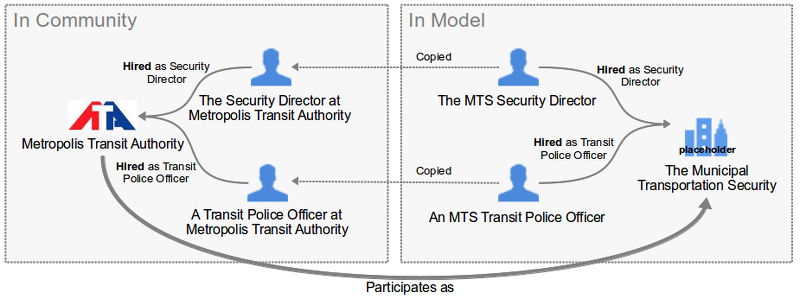 In Community
In Model
Hired as Security
Director
Copied
Hired as Security
Director
The Security Director at
Metropolis Transit Authority
The MTS Security Director
ATA
Metropolis Transit Authority
Hired as Transit
Police Officer
Copied
Hired as Transit
Police Officer
placeholder
The Municipal
Transportation Security
A Transit Police Officer at
Metropolis Transit Authority
An MTS Transit Police Officer
Participates as